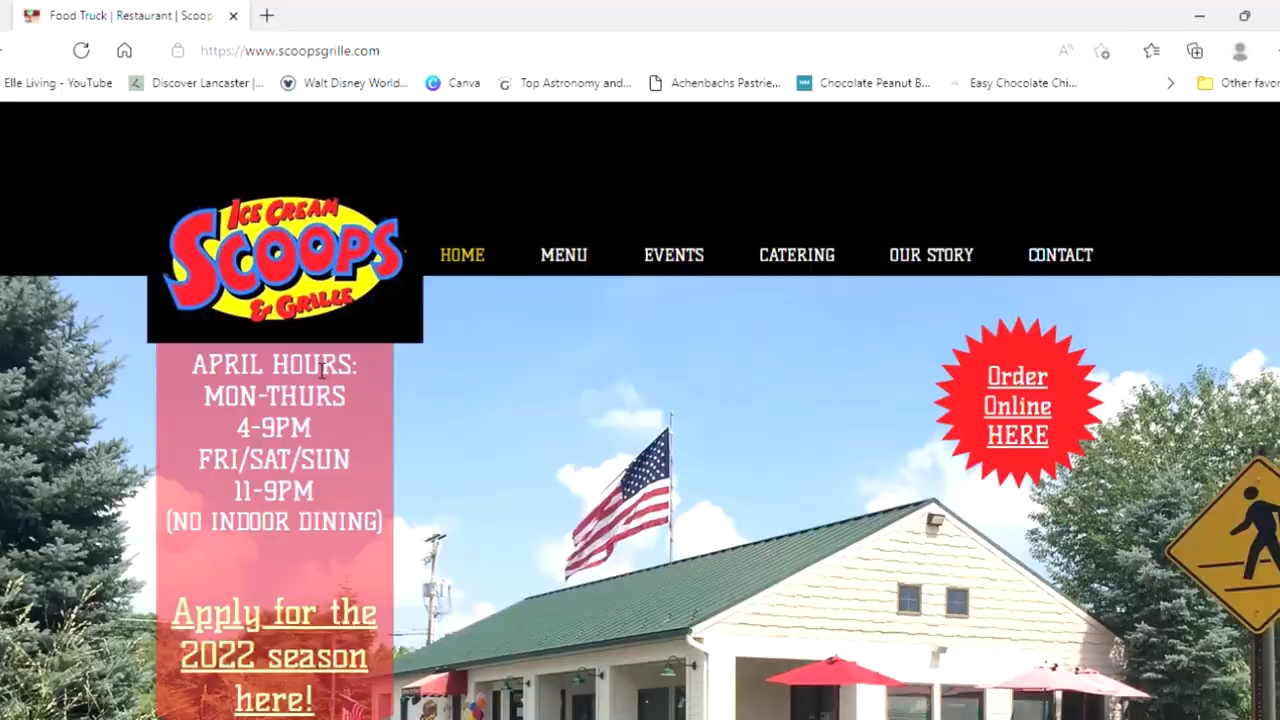 Food Truck | Restaurant | Scoops
https://www.scoopsgrille.com
Elle Living - YouTube
Discover Lancaster |...
Walt Disney World...
Canva
Top Astronomy and...
Achenbachs Pastrie...
Chocolate Peanut B...
Easy Chocolate Chi...
Other favor
ICE CREAM
SCOOPS
& GRILLE
HOME
MENU
EVENTS
CATERING
OUR STORY
CONTACT
APRIL HOURS:
MON-THURS
4-9PM
FRI/SAT/SUN
11-9PM
(NO INDOOR DINING)
Apply for the
2022 season
here!
Order
Online
HERE